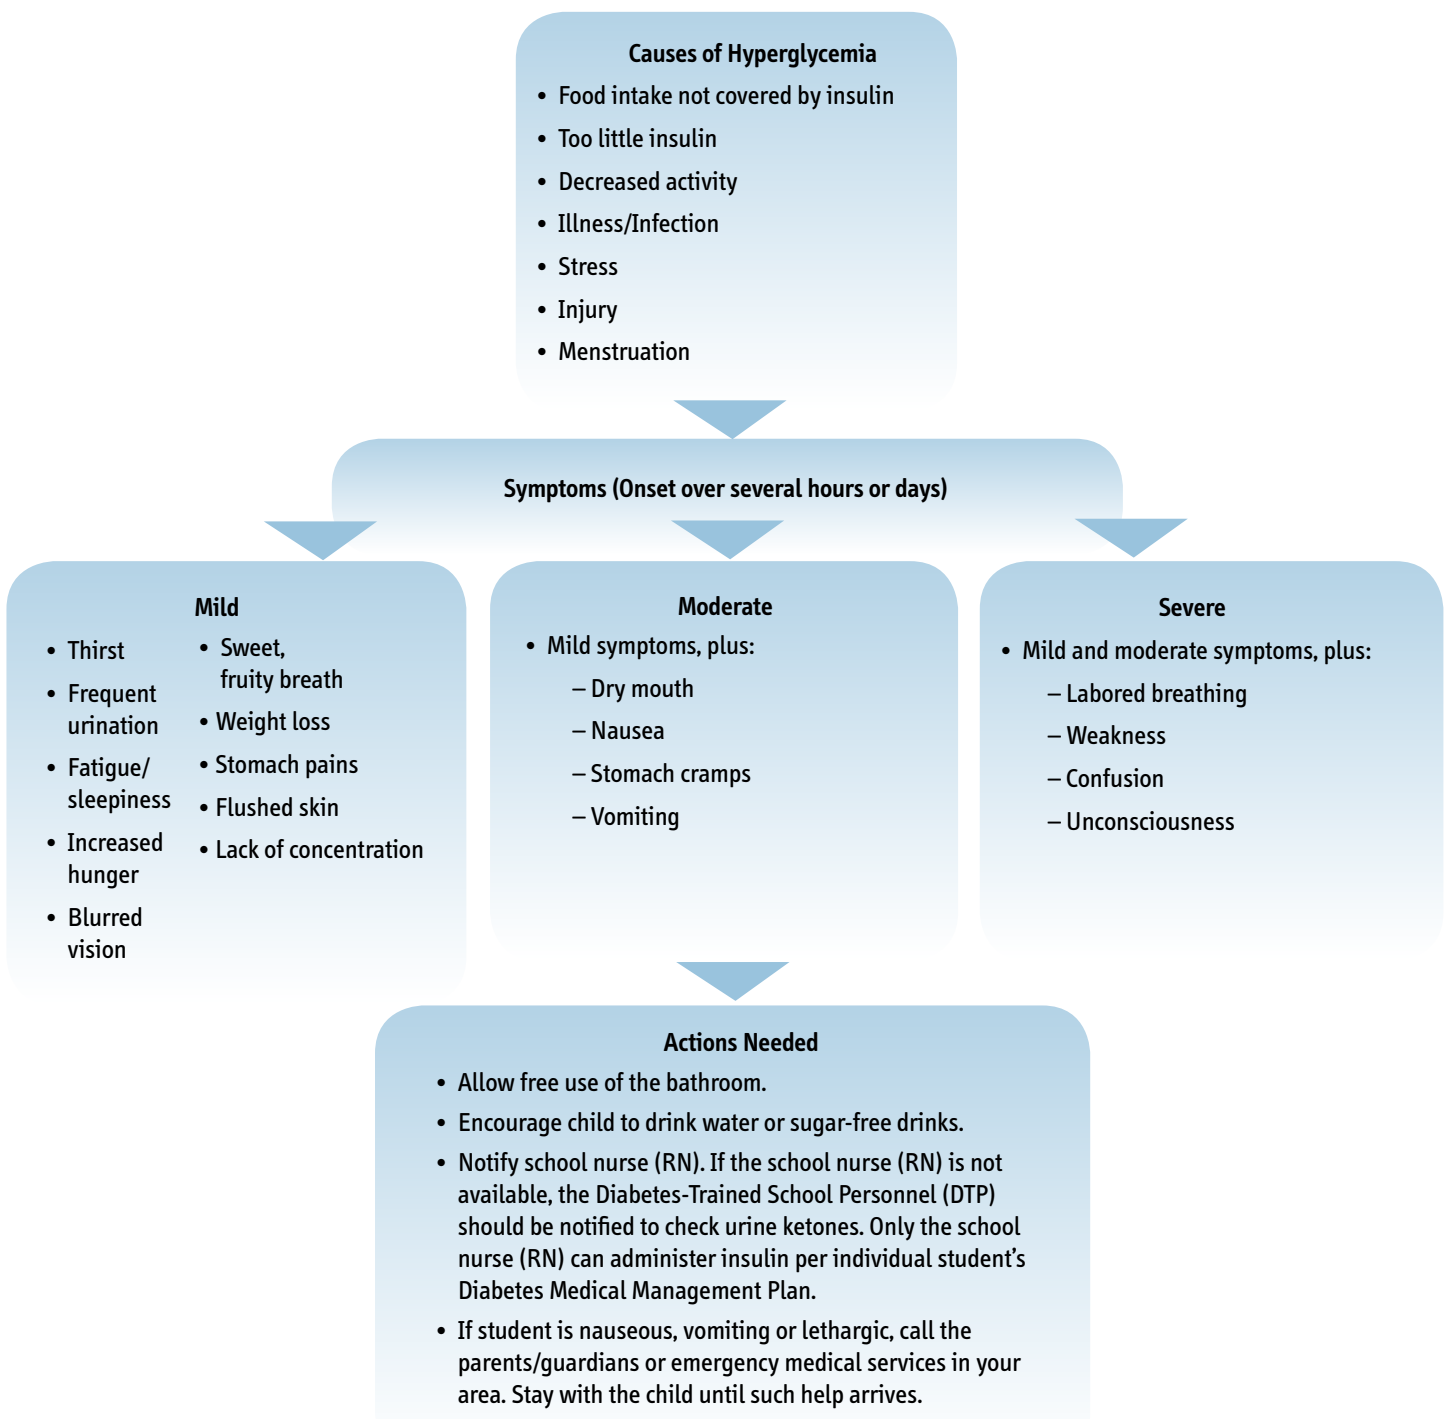 Causes of Hyperglycemia
• Food intake not covered by insulin
• Too little insulin
• Decreased activity
• Illness/Infection
• Stress
• Injury
• Menstruation
Symptoms (Onset over several hours or days)
Mild
• Thirst
• Frequent
urination
• Fatigue/
sleepiness
• Increased
hunger
• Blurred
vision
• Sweet,
fruity breath
• Weight loss
• Stomach pains
• Flushed skin
• Lack of concentration
Moderate
• Mild symptoms, plus:
– Dry mouth
– Nausea
– Stomach cramps
– Vomiting
Severe
• Mild and moderate symptoms, plus:
– Labored breathing
– Weakness
– Confusion
– Unconsciousness
Actions Needed
• Allow free use of the bathroom.
• Encourage child to drink water or sugar-free drinks.
• Notify school nurse (RN). If the school nurse (RN) is not
available, the Diabetes-Trained School Personnel (DTP)
should be notified to check urine ketones. Only the school
nurse (RN) can administer insulin per individual student’s
Diabetes Medical Management Plan.
• If student is nauseous, vomiting or lethargic, call the
parents/guardians or emergency medical services in your
area. Stay with the child until such help arrives.